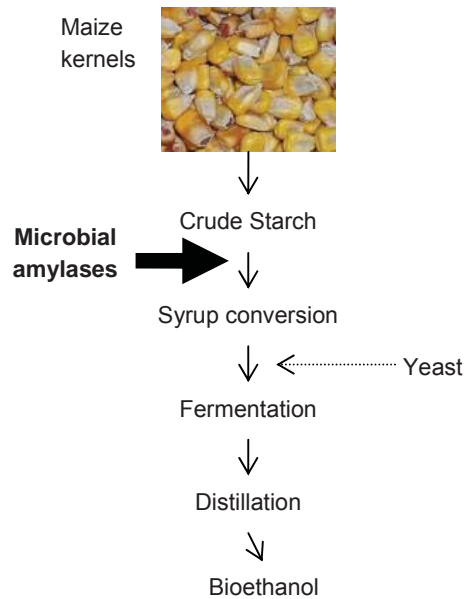 Maize
kernels
Crude Starch
Microbial
amylases
Syrup conversion
Yeast
Fermentation
Distillation
Bioethanol